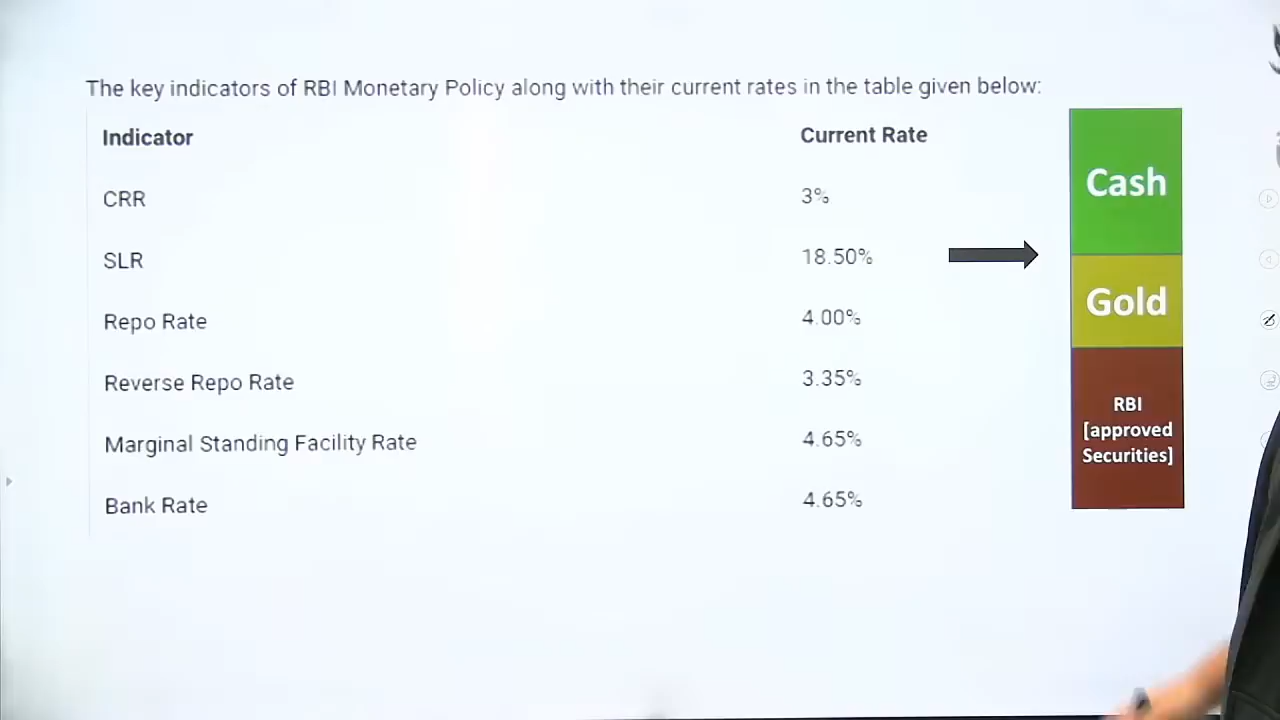 The key indicators of RBI Monetary Policy along with their current rates in the table given below:
Indicator Current Rate
CRR 3%
SLR 18.50%
Repo Rate 4.00%
Reverse Repo Rate 3.35%
Marginal Standing Facility Rate 4.65%
Bank Rate 4.65%
Cash
Gold
RBI
[approved
Securities]